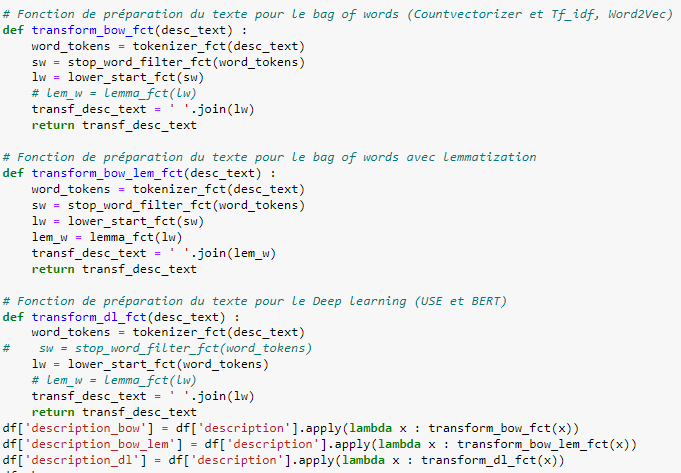 # Fonction de préparation du texte pour le bag of words (Countvectorizer et Tf_idf, Word2Vec)
def transform_bow_fct(desc_text) :
    word_tokens = tokenizer_fct(desc_text)
    sw = stop_word_filter_fct(word_tokens)
    lw = lower_start_fct(sw)
    # lem_w = lemma_fct(lw)
    transf_desc_text = ' '.join(lw)
    return transf_desc_text

# Fonction de préparation du texte pour le bag of words avec lemmatization
def transform_bow_lem_fct(desc_text) :
    word_tokens = tokenizer_fct(desc_text)
    sw = stop_word_filter_fct(word_tokens)
    lw = lower_start_fct(sw)
    lem_w = lemma_fct(lw)
    transf_desc_text = ' '.join(lem_w)
    return transf_desc_text

# Fonction de préparation du texte pour le Deep learning (USE et BERT)
def transform_dl_fct(desc_text) :
    word_tokens = tokenizer_fct(desc_text)
#    sw = stop_word_filter_fct(word_tokens)
    lw = lower_start_fct(word_tokens)
    # lem_w = lemma_fct(lw)
    transf_desc_text = ' '.join(lw)
    return transf_desc_text
df['description_bow'] = df['description'].apply(lambda x : transform_bow_fct(x))
df['description_bow_lem'] = df['description'].apply(lambda x : transform_bow_lem_fct(x))
df['description_dl'] = df['description'].apply(lambda x : transform_dl_fct(x))